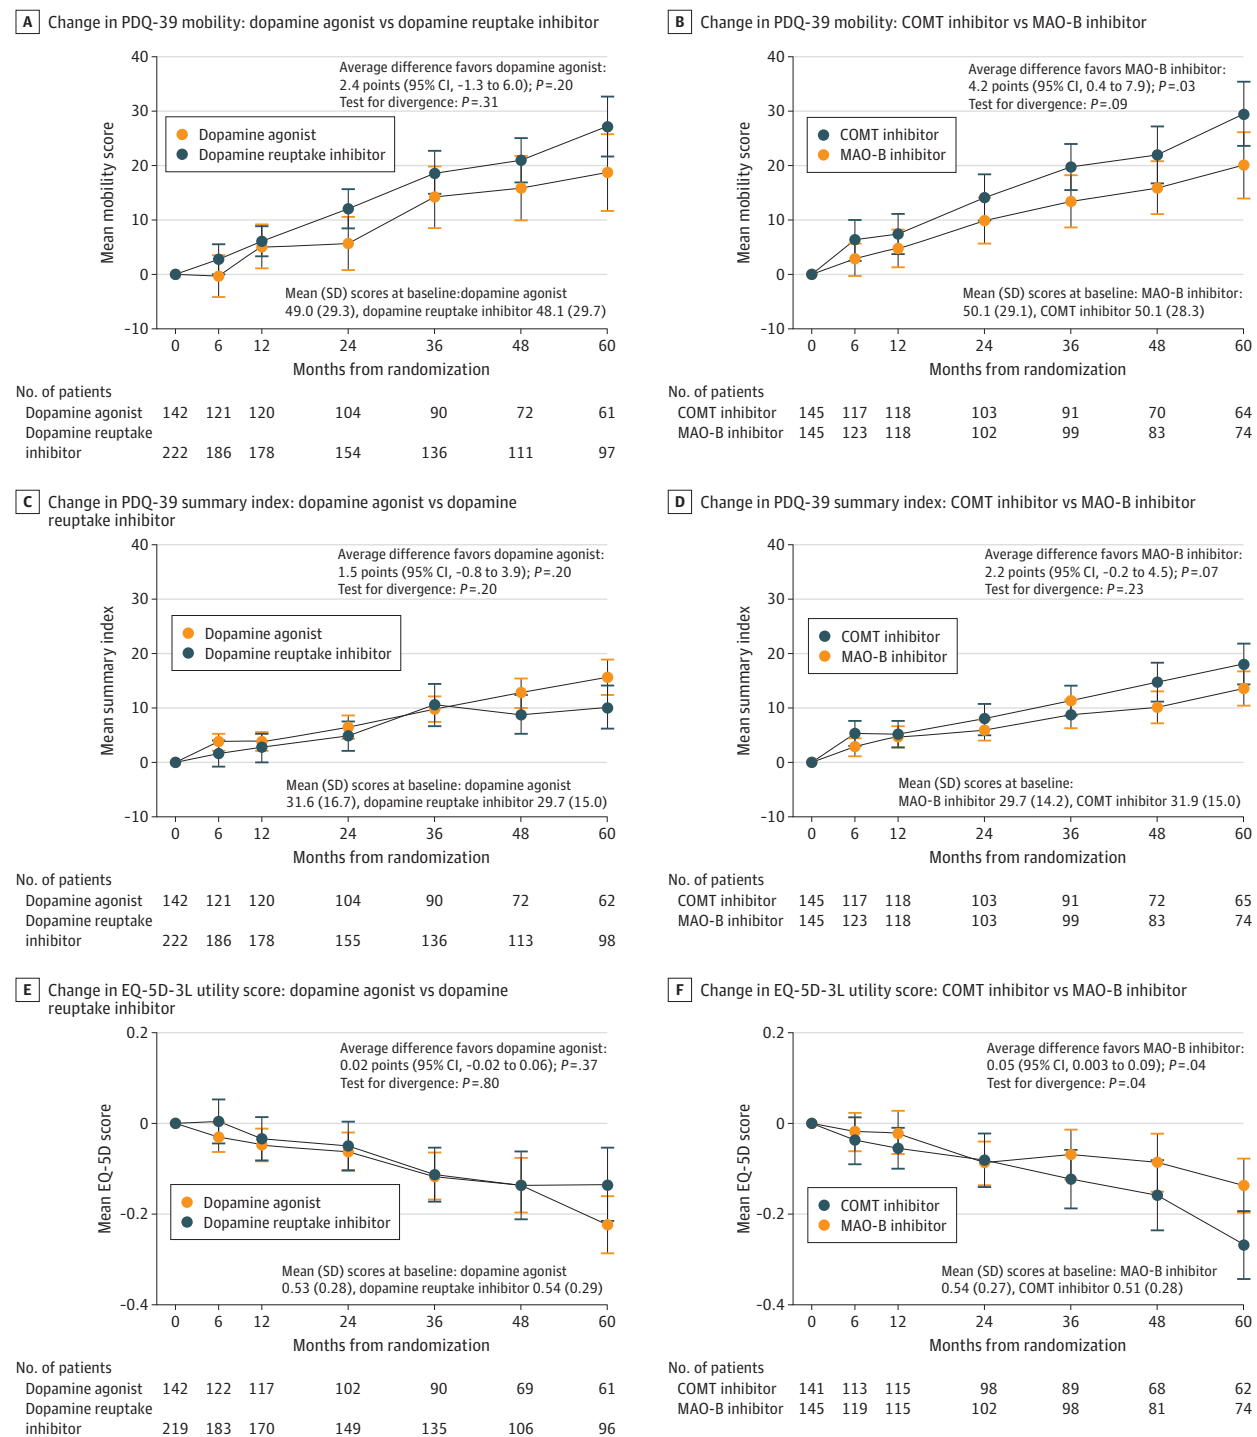 A Change in PDQ-39 mobility: dopamine agonist vs dopamine reuptake inhibitor
40
30
20
10
0
-10
Mean mobility score
Average difference favors dopamine agonist:
2.4 points (95% CI, -1.3 to 6.0); P=.20
Test for divergence: P=.31
Dopamine agonist
Dopamine reuptake inhibitor
Mean (SD) scores at baseline:dopamine agonist
49.0 (29.3), dopamine reuptake inhibitor 48.1 (29.7)
0 6 12 24 36 48 60
Months from randomization
No. of patients
Dopamine agonist 142 121 120 104 90 72 61
Dopamine reuptake
inhibitor 222 186 178 154 136 111 97
B Change in PDQ-39 mobility: COMT inhibitor vs MAO-B inhibitor
40
30
20
10
0
-10
Mean mobility score
Average difference favors MAO-B inhibitor:
4.2 points (95% CI, 0.4 to 7.9); P=.03
Test for divergence: P=.09
COMT inhibitor
MAO-B inhibitor
Mean (SD) scores at baseline: MAO-B inhibitor:
50.1 (29.1), COMT inhibitor 50.1 (28.3)
0 6 12 24 36 48 60
Months from randomization
No. of patients
COMT inhibitor 145 117 118 103 91 70 64
MAO-B inhibitor 145 123 118 102 99 83 74
C Change in PDQ-39 summary index: dopamine agonist vs dopamine
reuptake inhibitor
40
30
20
10
0
-10
Mean summary index
Average difference favors dopamine agonist:
1.5 points (95% CI, -0.8 to 3.9); P=.20
Test for divergence: P=.20
Dopamine agonist
Dopamine reuptake inhibitor
Mean (SD) scores at baseline: dopamine agonist
31.6 (16.7), dopamine reuptake inhibitor 29.7 (15.0)
0 6 12 24 36 48 60
Months from randomization
No. of patients
Dopamine agonist 142 121 120 104 90 72 62
Dopamine reuptake
inhibitor 222 186 178 155 136 113 98
D Change in PDQ-39 summary index: COMT inhibitor vs MAO-B inhibitor
40
30
20
10
0
-10
Mean summary index
Average difference favors MAO-B inhibitor:
2.2 points (95% CI, -0.2 to 4.5); P=.07
Test for divergence: P=.23
COMT inhibitor
MAO-B inhibitor
Mean (SD) scores at baseline:
MAO-B inhibitor 29.7 (14.2), COMT inhibitor 31.9 (15.0)
0 6 12 24 36 48 60
Months from randomization
No. of patients
COMT inhibitor 145 117 118 103 91 72 65
MAO-B inhibitor 145 123 118 103 99 83 74
E Change in EQ-5D-3L utility score: dopamine agonist vs dopamine
reuptake inhibitor
0.2
0
-0.2
-0.4
Mean EQ-5D score
Average difference favors dopamine agonist:
0.02 points (95% CI, -0.02 to 0.06); P=.37
Test for divergence: P=.80
Dopamine agonist
Dopamine reuptake inhibitor
Mean (SD) scores at baseline: dopamine agonist
0.53 (0.28), dopamine reuptake inhibitor 0.54 (0.29)
0 6 12 24 36 48 60
Months from randomization
No. of patients
Dopamine agonist 142 122 117 102 90 69 61
Dopamine reuptake
inhibitor 219 183 170 149 135 106 96
F Change in EQ-5D-3L utility score: COMT inhibitor vs MAO-B inhibitor
0.2
0
-0.2
-0.4
Mean EQ-5D score
Average difference favors MAO-B inhibitor:
0.05 (95% CI, 0.003 to 0.09); P=.04
Test for divergence: P=.04
COMT inhibitor
MAO-B inhibitor
Mean (SD) scores at baseline: MAO-B inhibitor
0.54 (0.27), COMT inhibitor 0.51 (0.28)
0 6 12 24 36 48 60
Months from randomization
No. of patients
COMT inhibitor 141 113 115 98 89 68 62
MAO-B inhibitor 145 119 115 102 98 81 74